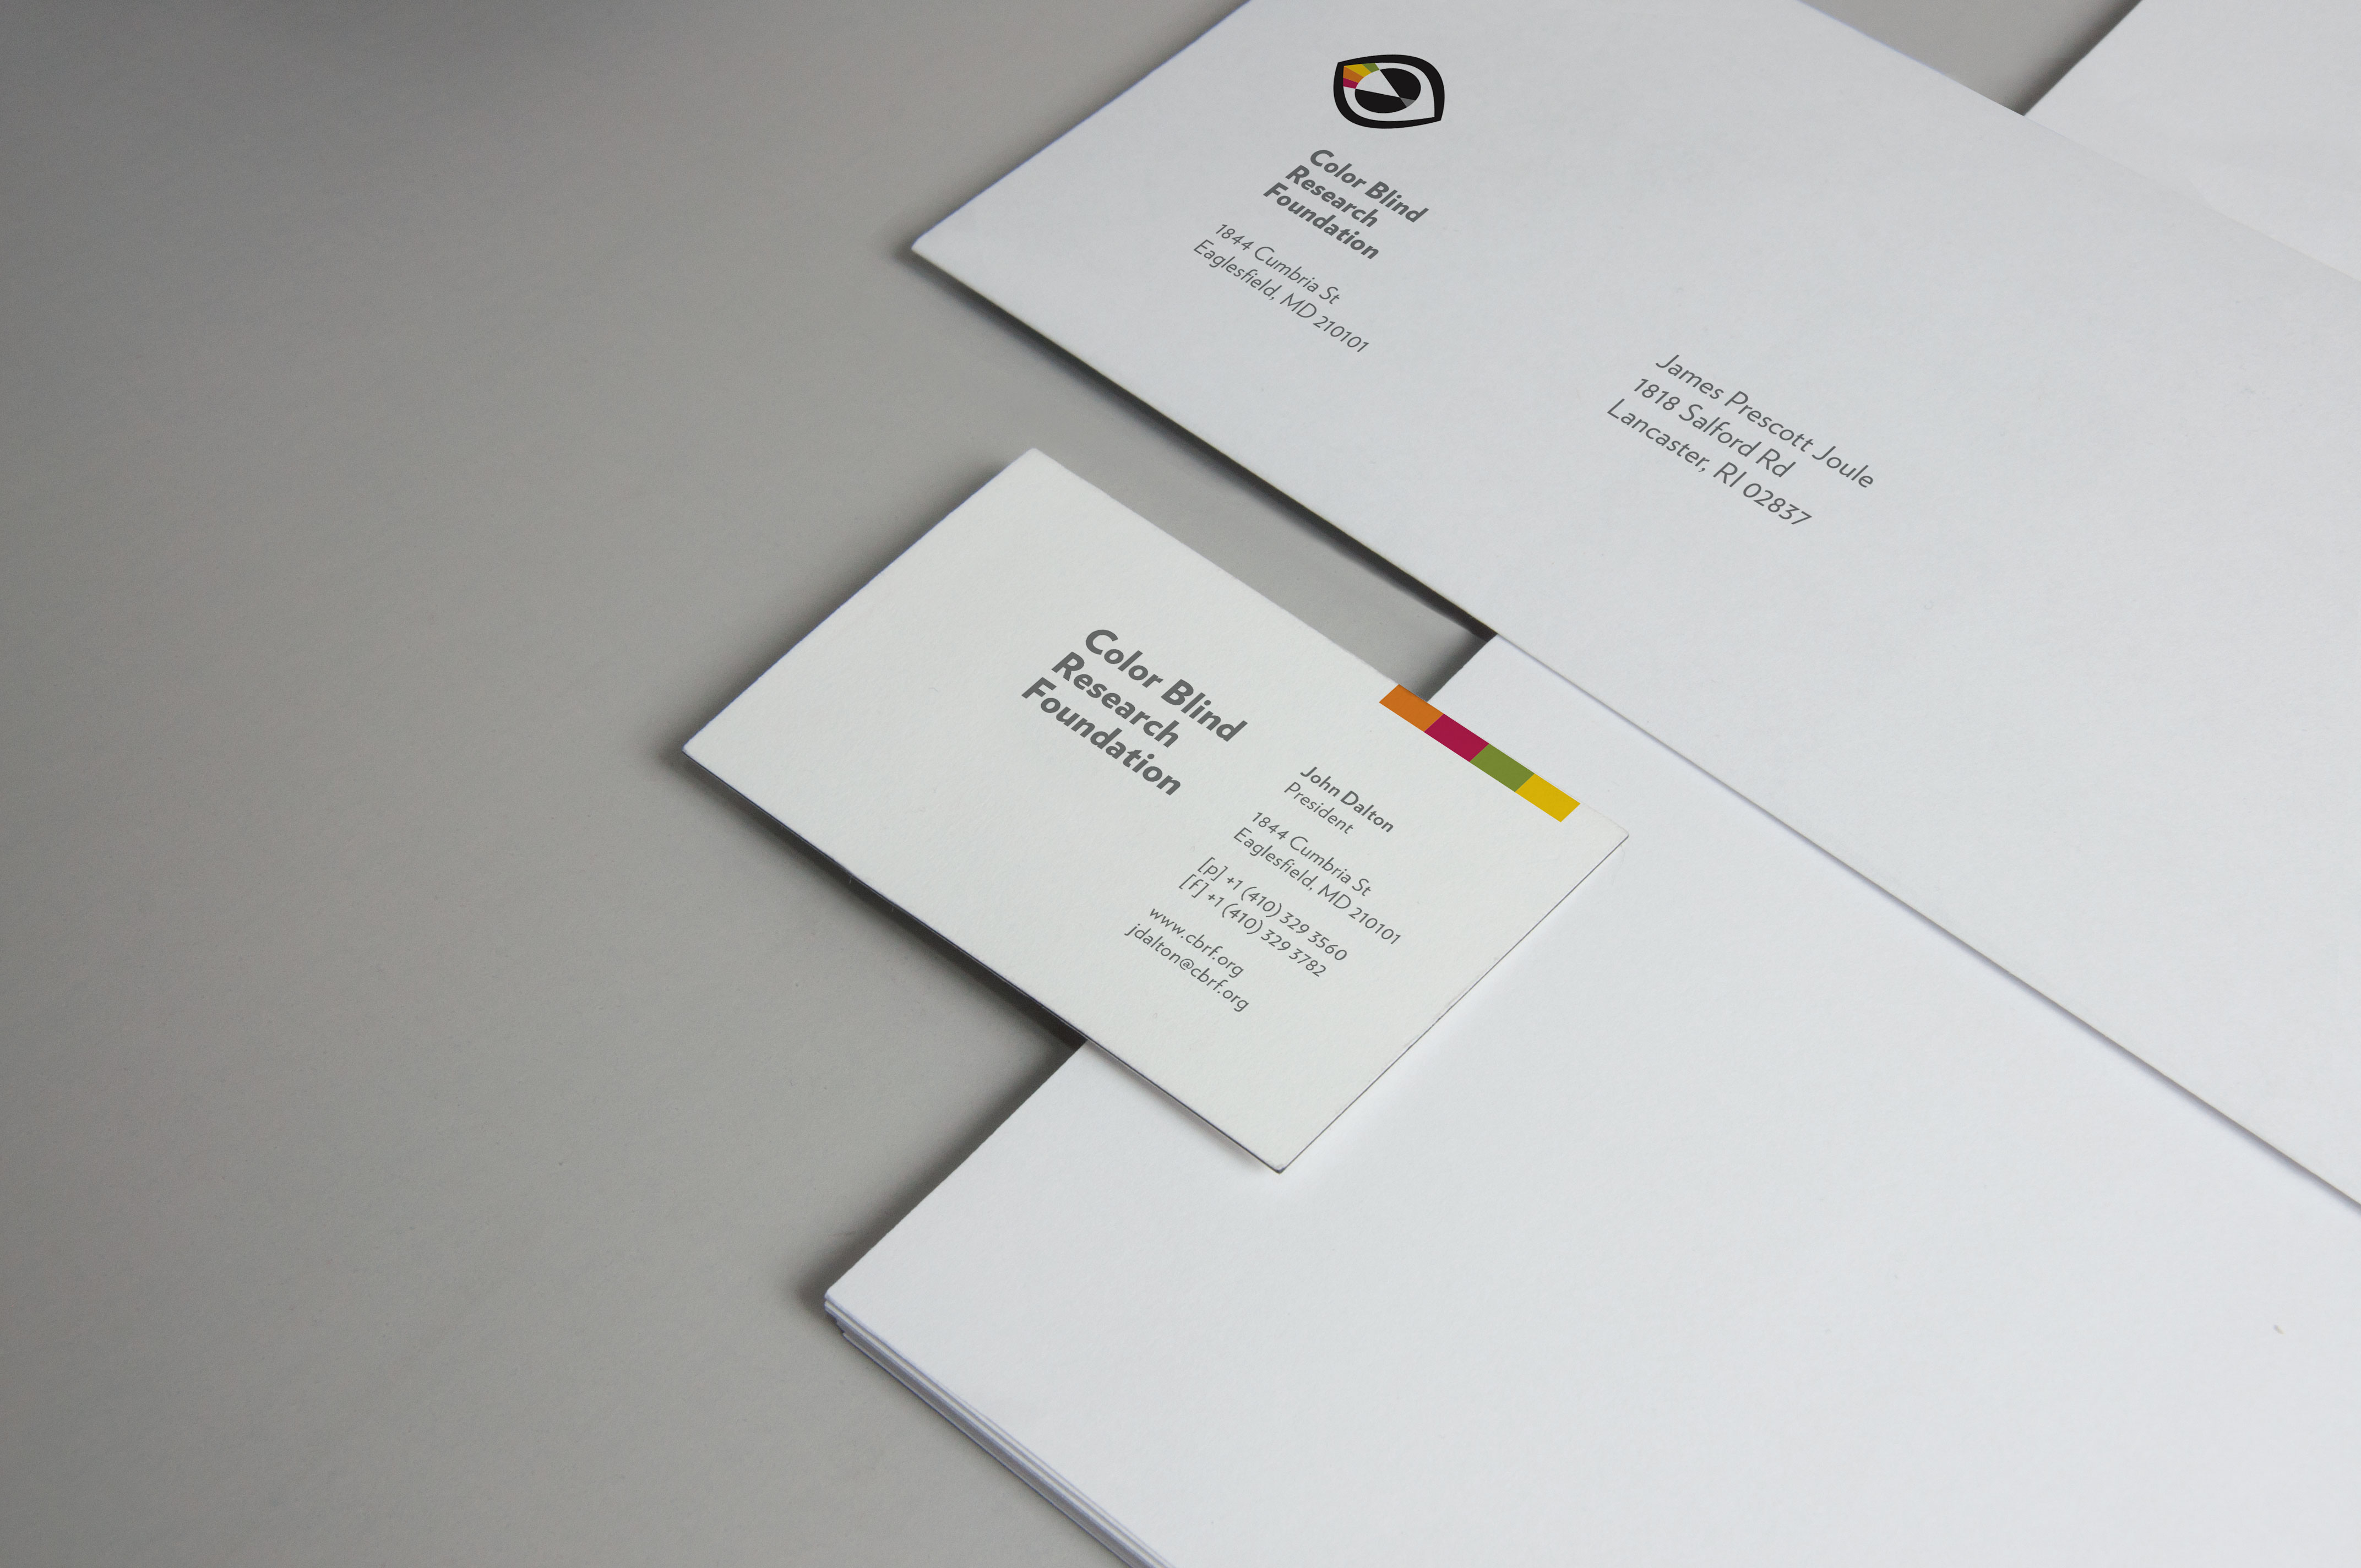 Color Blind
Research
Foundation
1844 Cumbria St
Eaglesfield, MD 210101
James Prescott Joule
1818 Salford Rd
Lancaster, RI 02837
Color Blind
Research
Foundation
John Dalton
President
1844 Cumbria St
Eaglesfield, MD 210101
[p] +1 (410) 329 3560
[f] +1 (410) 329 3782
www.cbrf.org
jdalton@cbrf.org